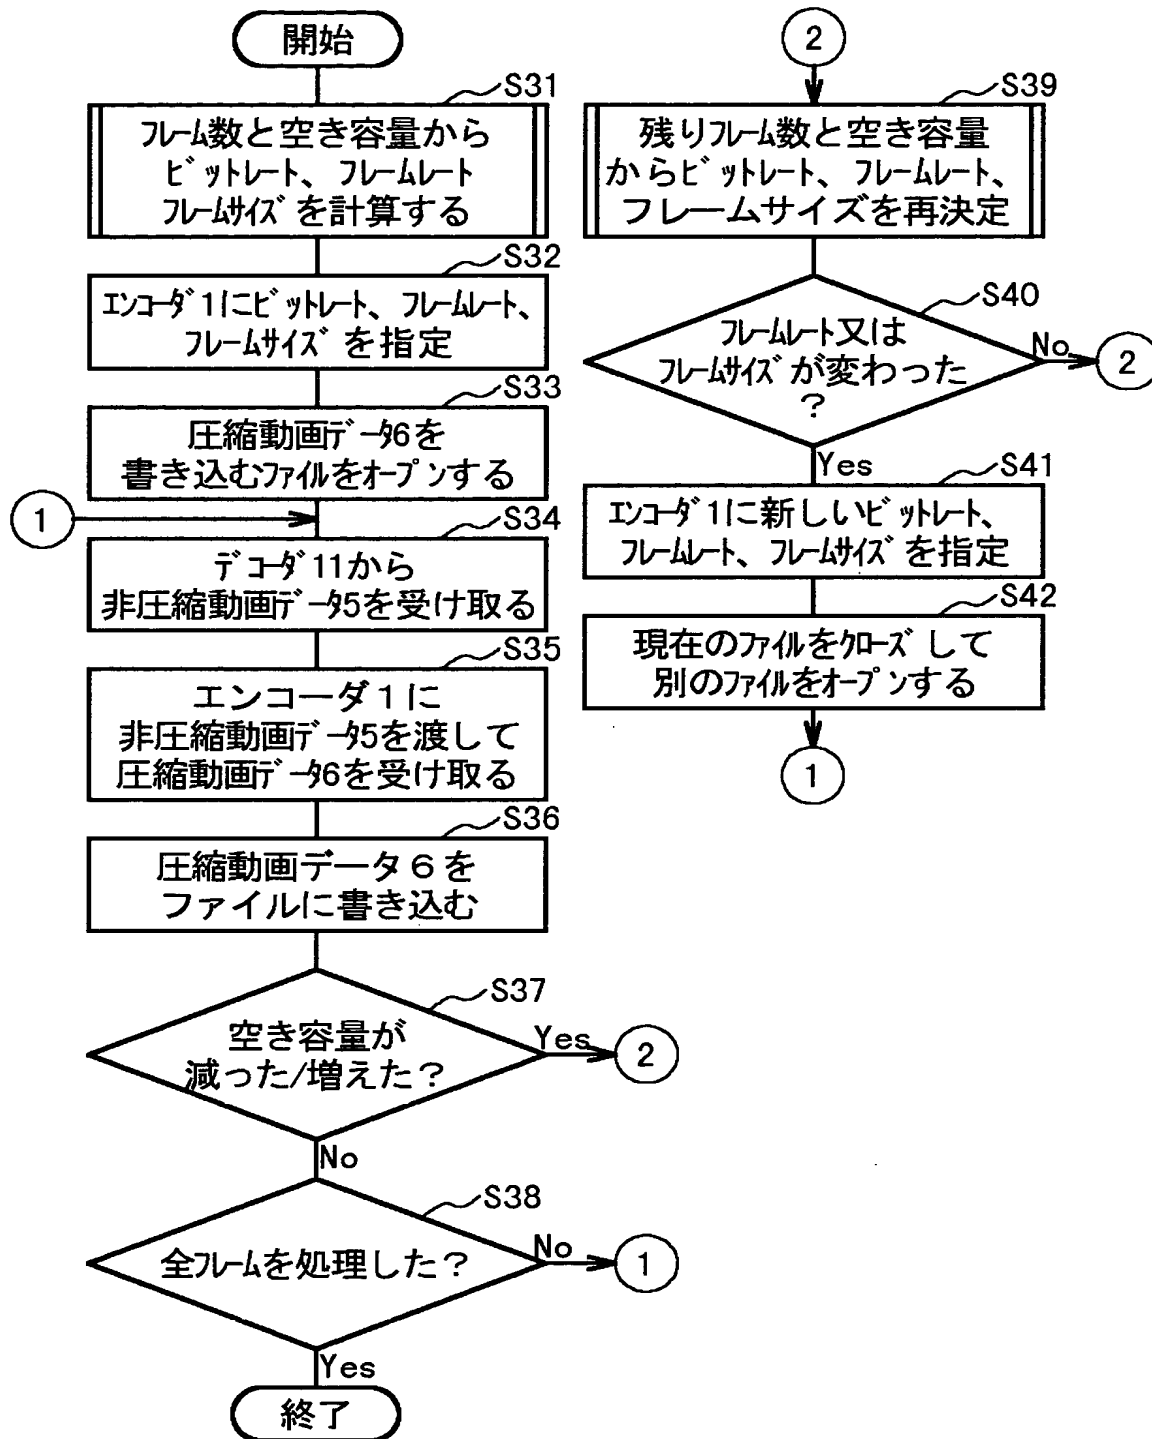 開始
S31
フレーム数と空き容量から
ビットレート、フレームレート
フレームサイズを計算する
S32
エンコーダ1にビットレート、フレームレート、
フレームサイズを指定
S33
圧縮動画データ6を
書き込むファイルをオープンする
1
S34
デコーダ11から
非圧縮動画データ5を受け取る
S35
エンコーダ1に
非圧縮動画データ5を渡して
圧縮動画データ6を受け取る
S36
圧縮動画データ6を
ファイルに書き込む
S37
空き容量が
減った/増えた?
Yes
2
No
S38
全フレームを処理した?
No
1
Yes
終了
2
S39
残りフレーム数と空き容量
からビットレート、フレームレート、
フレームサイズを再決定
S40
フレームレート又は
フレームサイズが変わった
?
No
2
Yes
S41
エンコーダ1に新しいビットレート、
フレームレート、フレームサイズを指定
S42
現在のファイルをクローズして
別のファイルをオープンする
1